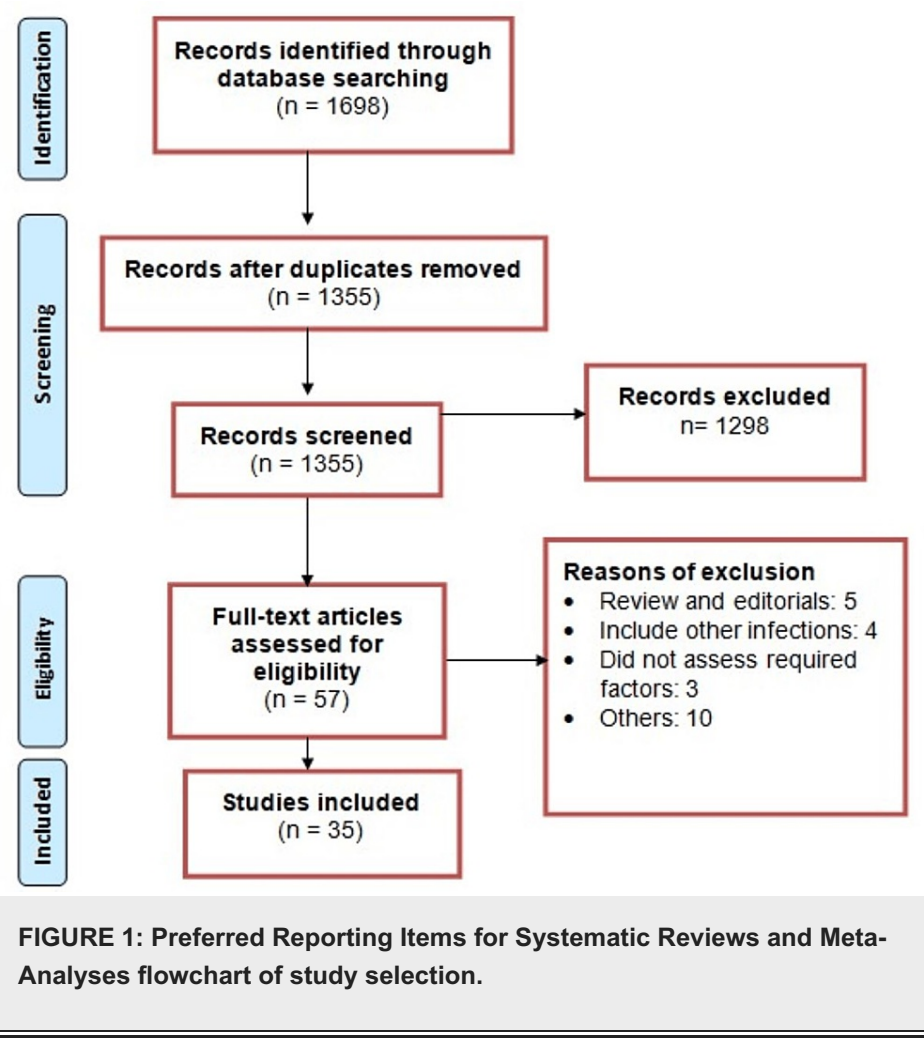 Identification
Records identified through
database searching
(n = 1698)
Screening
Records after duplicates removed
(n = 1355)
Records screened
(n = 1355)
Records excluded
n= 1298
Eligibility
Full-text articles
assessed for
eligibility
(n = 57)
Reasons of exclusion
• Review and editorials: 5
• Include other infections: 4
• Did not assess required
factors: 3
• Others: 10
Included
Studies included
(n = 35)
FIGURE 1: Preferred Reporting Items for Systematic Reviews and Meta-
Analyses flowchart of study selection.